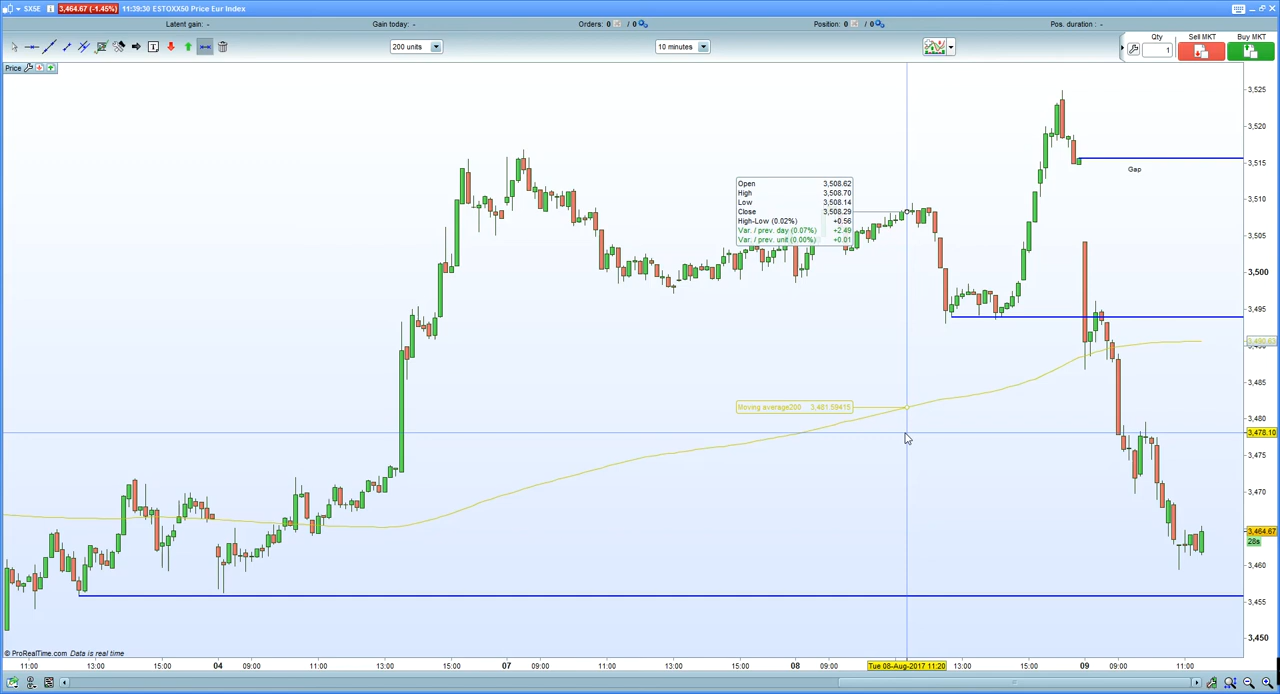 SX5E 3,464.67 (-1.45%) 11:39:30 ESTOXX50 Price Eur Index
Latent gain: - Gain today: - Orders: 0 / 0 Position: 0 / 0 Pos. duration : -
200 units 10 minutes Qty Sell MKT Buy MKT
1
Price
3,525
3,520
3,515
3,510
3,505
3,500
3,495
3,490.63
3,485
3,480
3,478.10
3,475
3,470
3,464.67
28s
3,460
3,455
3,450
Gap
Open 3,508.62
High 3,508.70
Low 3,508.14
Close 3,508.29
High-Low (0.02%) +0.56
Var. / prev. day (0.07%) +2.49
Var. / prev. unit (0.00%) +0.01
Moving average200 3,481.59415
© ProRealTime.com Data is real time
11:00 13:00 15:00 04 09:00 11:00 13:00 15:00 07 09:00 11:00 13:00 15:00 08 09:00 Tue 08-Aug-2017 11:20 13:00 15:00 09 09:00 11:00